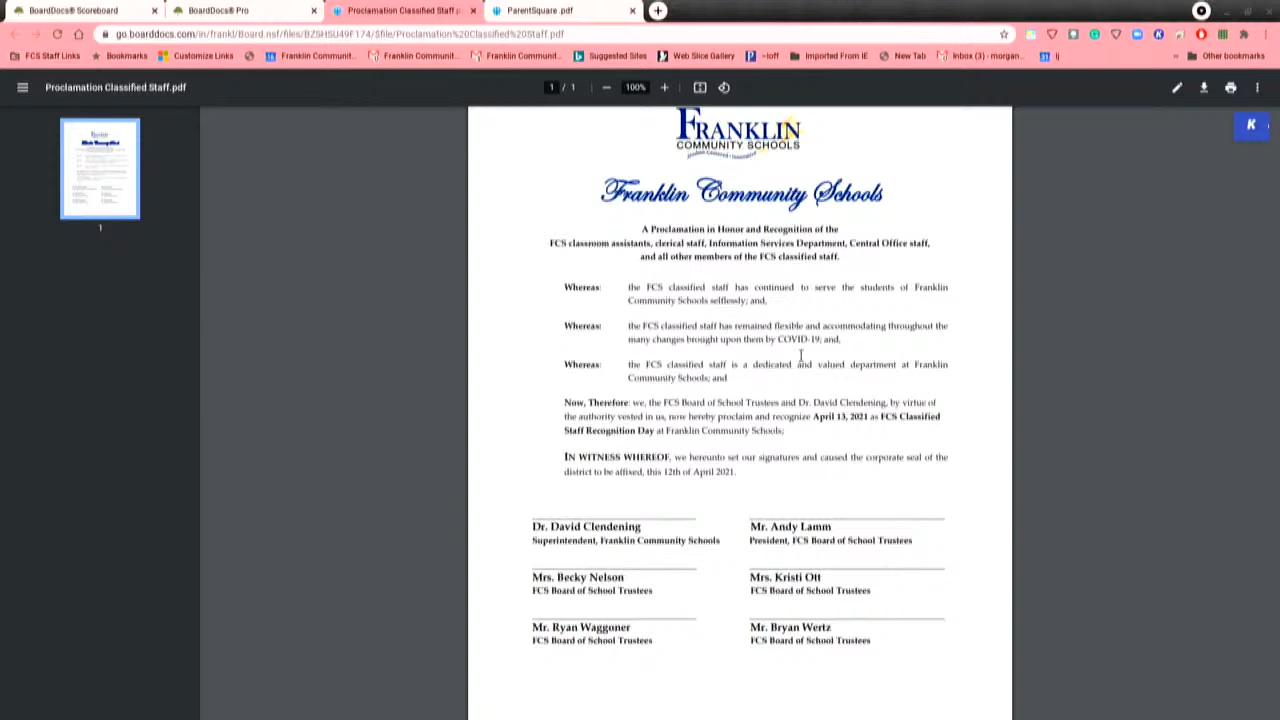 BoardDocs® Scoreboard
BoardDocs® Pro
Proclamation Classified Staff.p
ParentSquare .pdf
go.boarddocs.com/in/frankl/Board.nsf/files/BZSHSU49F174/$file/Proclamation%20Classified%20Staff.pdf
FCS Staff Links Bookmarks Customize Links Franklin Communit... Franklin Communit... Franklin Communit... Suggested Sites Web Slice Gallery ~!off Imported From IE New Tab Inbox (3) - morgan... Other bookmarks
Proclamation Classified Staff.pdf
1 / 1
100%
1
K
FRANKLIN
COMMUNITY SCHOOLS
Franklin Community Schools
A Proclamation in Honor and Recognition of the
FCS classroom assistants, clerical staff, Information Services Department, Central Office staff,
and all other members of the FCS classified staff.
Whereas: the FCS classified staff has continued to serve the students of Franklin
Community Schools selflessly; and,
Whereas: the FCS classified staff has remained flexible and accommodating throughout the
many changes brought upon them by COVID-19; and,
Whereas: the FCS classified staff is a dedicated and valued department at Franklin
Community Schools; and
Now, Therefore: we, the FCS Board of School Trustees and Dr. David Clendening, by virtue of
the authority vested in us, now hereby proclaim and recognize April 13, 2021 as FCS Classified
Staff Recognition Day at Franklin Community Schools;
IN WITNESS WHEREOF, we hereunto set our signatures and caused the corporate seal of the
district to be affixed, this 12th of April 2021.
Dr. David Clendening
Superintendent, Franklin Community Schools
Mr. Andy Lamm
President, FCS Board of School Trustees
Mrs. Becky Nelson
FCS Board of School Trustees
Mrs. Kristi Ott
FCS Board of School Trustees
Mr. Ryan Waggoner
FCS Board of School Trustees
Mr. Bryan Wertz
FCS Board of School Trustees